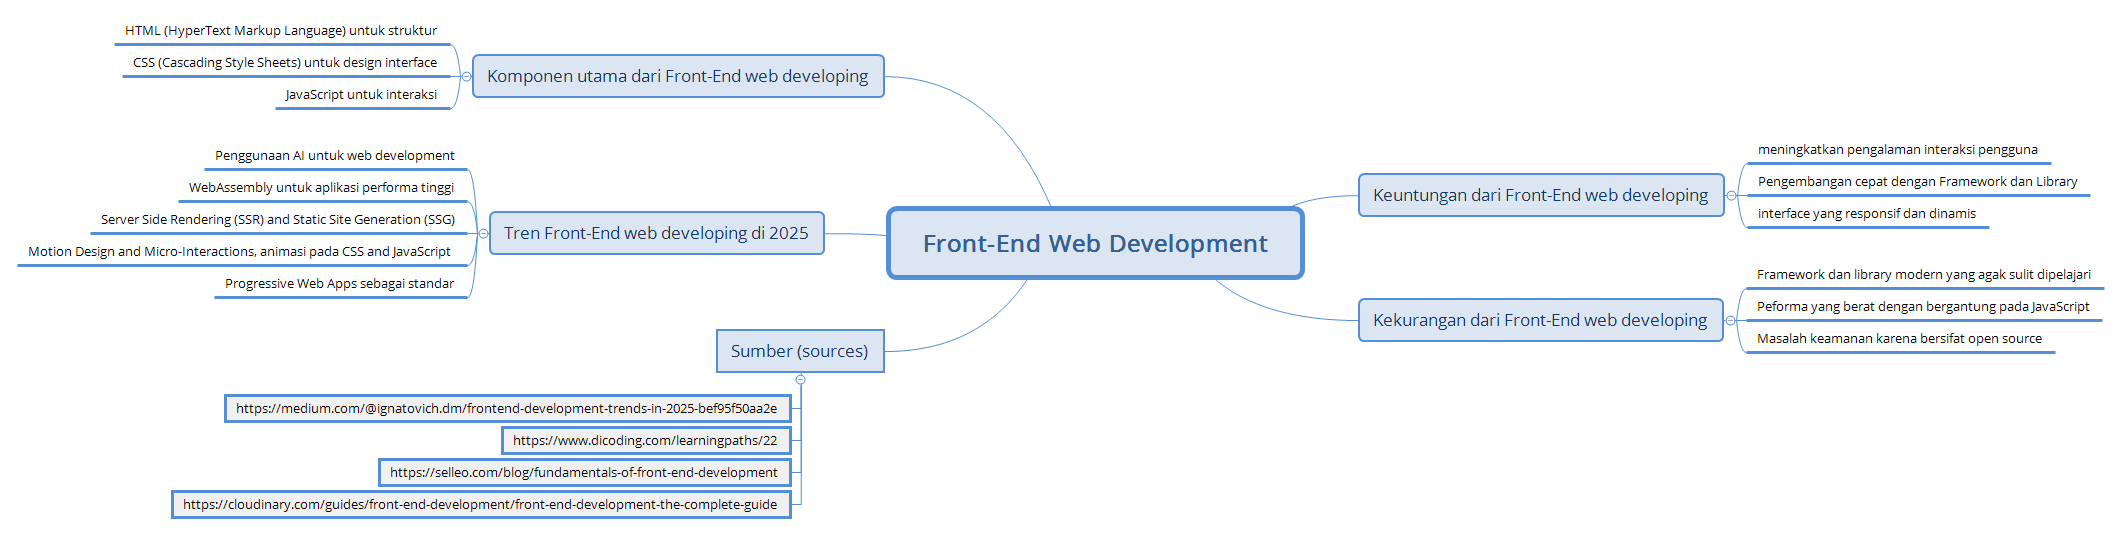 Front-End Web Development
Komponen utama dari Front-End web developing
HTML (HyperText Markup Language) untuk struktur
CSS (Cascading Style Sheets) untuk design interface
JavaScript untuk interaksi
Tren Front-End web developing di 2025
Penggunaan AI untuk web development
WebAssembly untuk aplikasi performa tinggi
Server Side Rendering (SSR) and Static Site Generation (SSG)
Motion Design and Micro-Interactions, animasi pada CSS and JavaScript
Progressive Web Apps sebagai standar
Sumber (sources)
https://medium.com/@ignatovich.dm/frontend-development-trends-in-2025-bef95f50aa2e
https://www.dicoding.com/learningpaths/22
https://selleo.com/blog/fundamentals-of-front-end-development
https://cloudinary.com/guides/front-end-development/front-end-development-the-complete-guide
Keuntungan dari Front-End web developing
meningkatkan pengalaman interaksi pengguna
Pengembangan cepat dengan Framework dan Library
interface yang responsif dan dinamis
Kekurangan dari Front-End web developing
Framework dan library modern yang agak sulit dipelajari
Peforma yang berat dengan bergantung pada JavaScript
Masalah keamanan karena bersifat open source